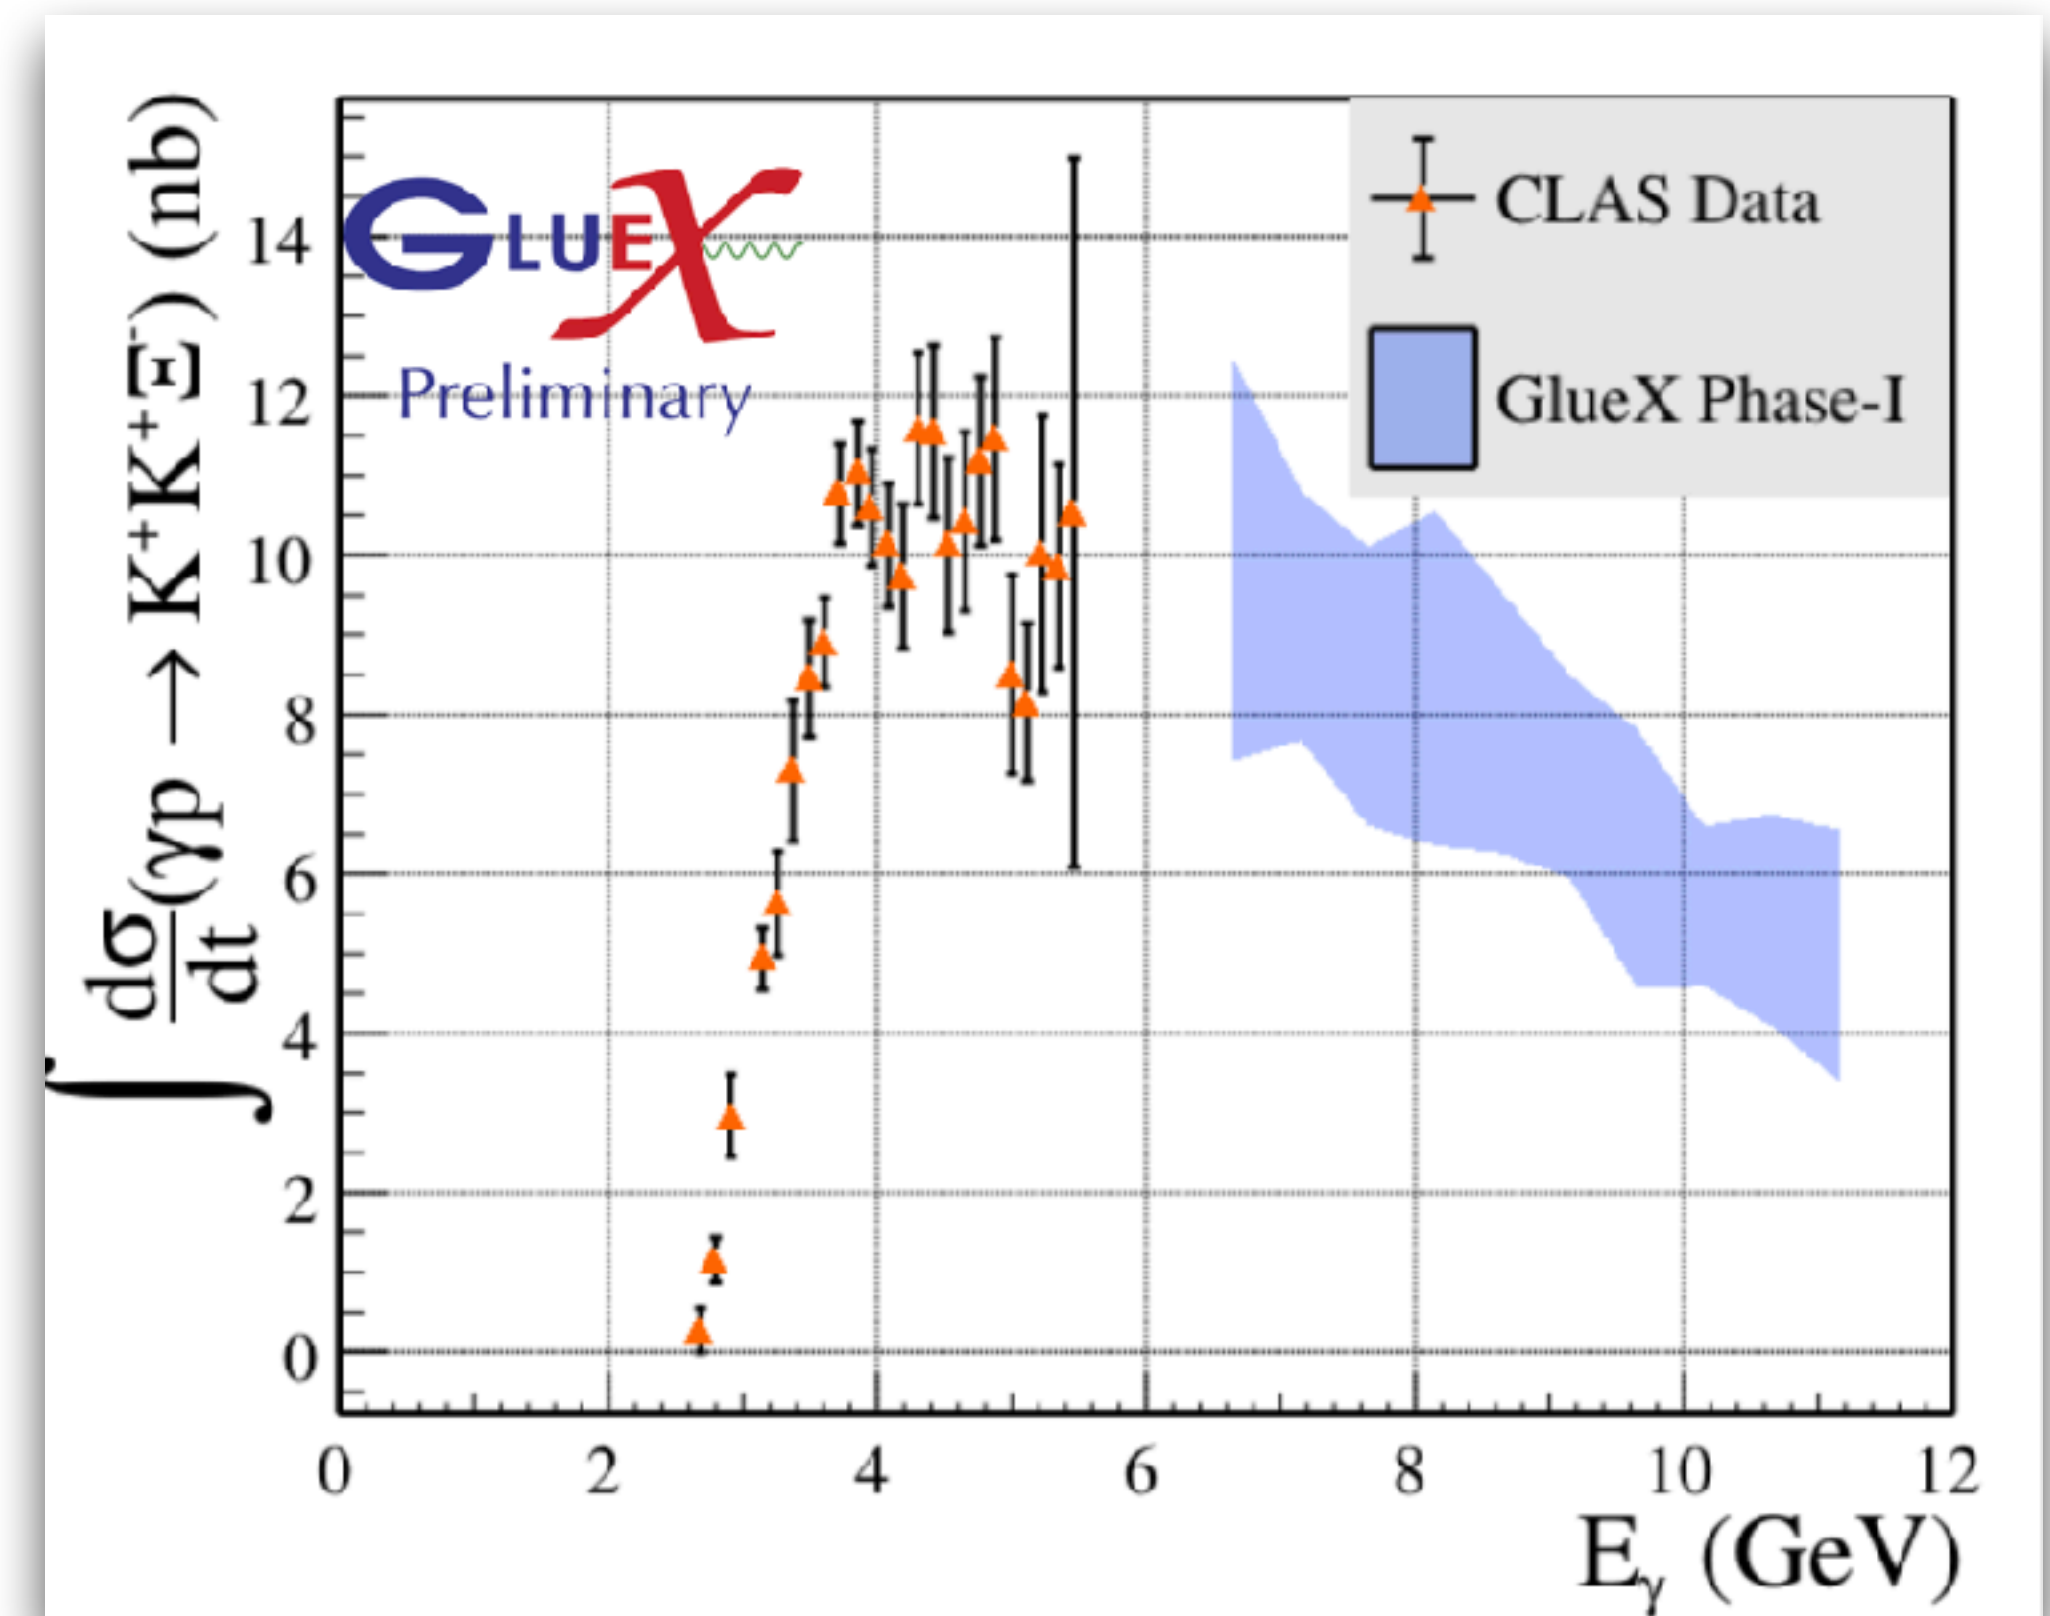 ∫ dσ/dt (γp → K⁺K⁺Ξ⁻) (nb)
14
12
10
8
6
4
2
0
GLUEX
Preliminary
CLAS Data
GlueX Phase-I
0 2 4 6 8 10 12
Eγ (GeV)